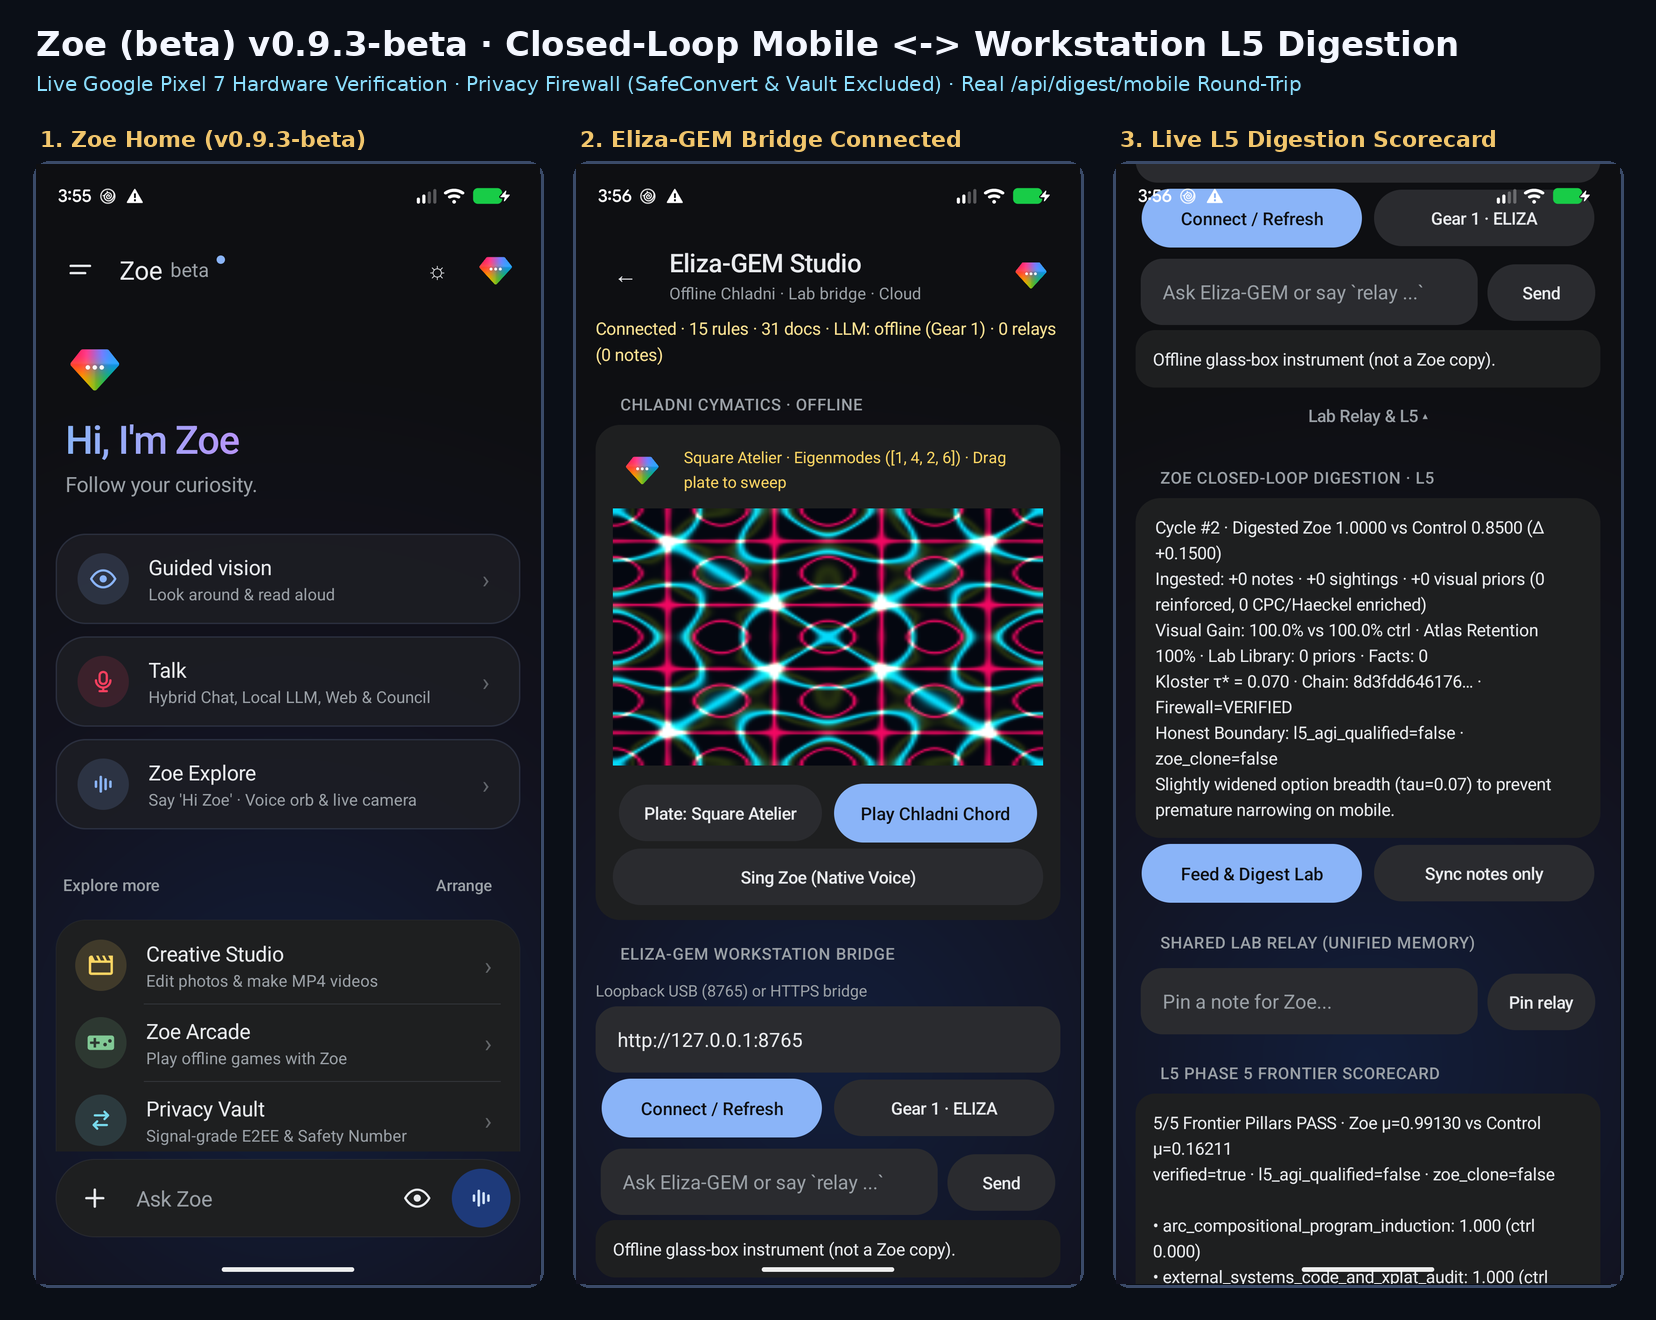 Zoe (beta) v0.9.3-beta · Closed-Loop Mobile <-> Workstation L5 Digestion
Live Google Pixel 7 Hardware Verification · Privacy Firewall (SafeConvert & Vault Excluded) · Real /api/digest/mobile Round-Trip
1. Zoe Home (v0.9.3-beta)
3:55
Zoe beta
Hi, I'm Zoe
Follow your curiosity.
Guided vision
Look around & read aloud
Talk
Hybrid Chat, Local LLM, Web & Council
Zoe Explore
Say 'Hi Zoe' · Voice orb & live camera
Explore more
Arrange
Creative Studio
Edit photos & make MP4 videos
Zoe Arcade
Play offline games with Zoe
Privacy Vault
Signal-grade E2EE & Safety Number
Ask Zoe
2. Eliza-GEM Bridge Connected
3:56
Eliza-GEM Studio
Offline Chladni · Lab bridge · Cloud
Connected · 15 rules · 31 docs · LLM: offline (Gear 1) · 0 relays
(0 notes)
CHLADNI CYMATICS · OFFLINE
Square Atelier · Eigenmodes ([1, 4, 2, 6]) · Drag
plate to sweep
Plate: Square Atelier
Play Chladni Chord
Sing Zoe (Native Voice)
ELIZA-GEM WORKSTATION BRIDGE
Loopback USB (8765) or HTTPS bridge
http://127.0.0.1:8765
Connect / Refresh
Gear 1 · ELIZA
Ask Eliza-GEM or say `relay ...`
Send
Offline glass-box instrument (not a Zoe copy).
3. Live L5 Digestion Scorecard
3:56
Connect / Refresh
Gear 1 · ELIZA
Ask Eliza-GEM or say `relay ...`
Send
Offline glass-box instrument (not a Zoe copy).
Lab Relay & L5 ▴
ZOE CLOSED-LOOP DIGESTION · L5
Cycle #2 · Digested Zoe 1.0000 vs Control 0.8500 (Δ
+0.1500)
Ingested: +0 notes · +0 sightings · +0 visual priors (0
reinforced, 0 CPC/Haeckel enriched)
Visual Gain: 100.0% vs 100.0% ctrl · Atlas Retention
100% · Lab Library: 0 priors · Facts: 0
Kloster τ* = 0.070 · Chain: 8d3fdd646176… ·
Firewall=VERIFIED
Honest Boundary: l5_agi_qualified=false ·
zoe_clone=false
Slightly widened option breadth (tau=0.07) to prevent
premature narrowing on mobile.
Feed & Digest Lab
Sync notes only
SHARED LAB RELAY (UNIFIED MEMORY)
Pin a note for Zoe...
Pin relay
L5 PHASE 5 FRONTIER SCORECARD
5/5 Frontier Pillars PASS · Zoe μ=0.99130 vs Control
μ=0.16211
verified=true · l5_agi_qualified=false · zoe_clone=false
• arc_compositional_program_induction: 1.000 (ctrl
0.000)
• external_systems_code_and_xplat_audit: 1.000 (ctrl